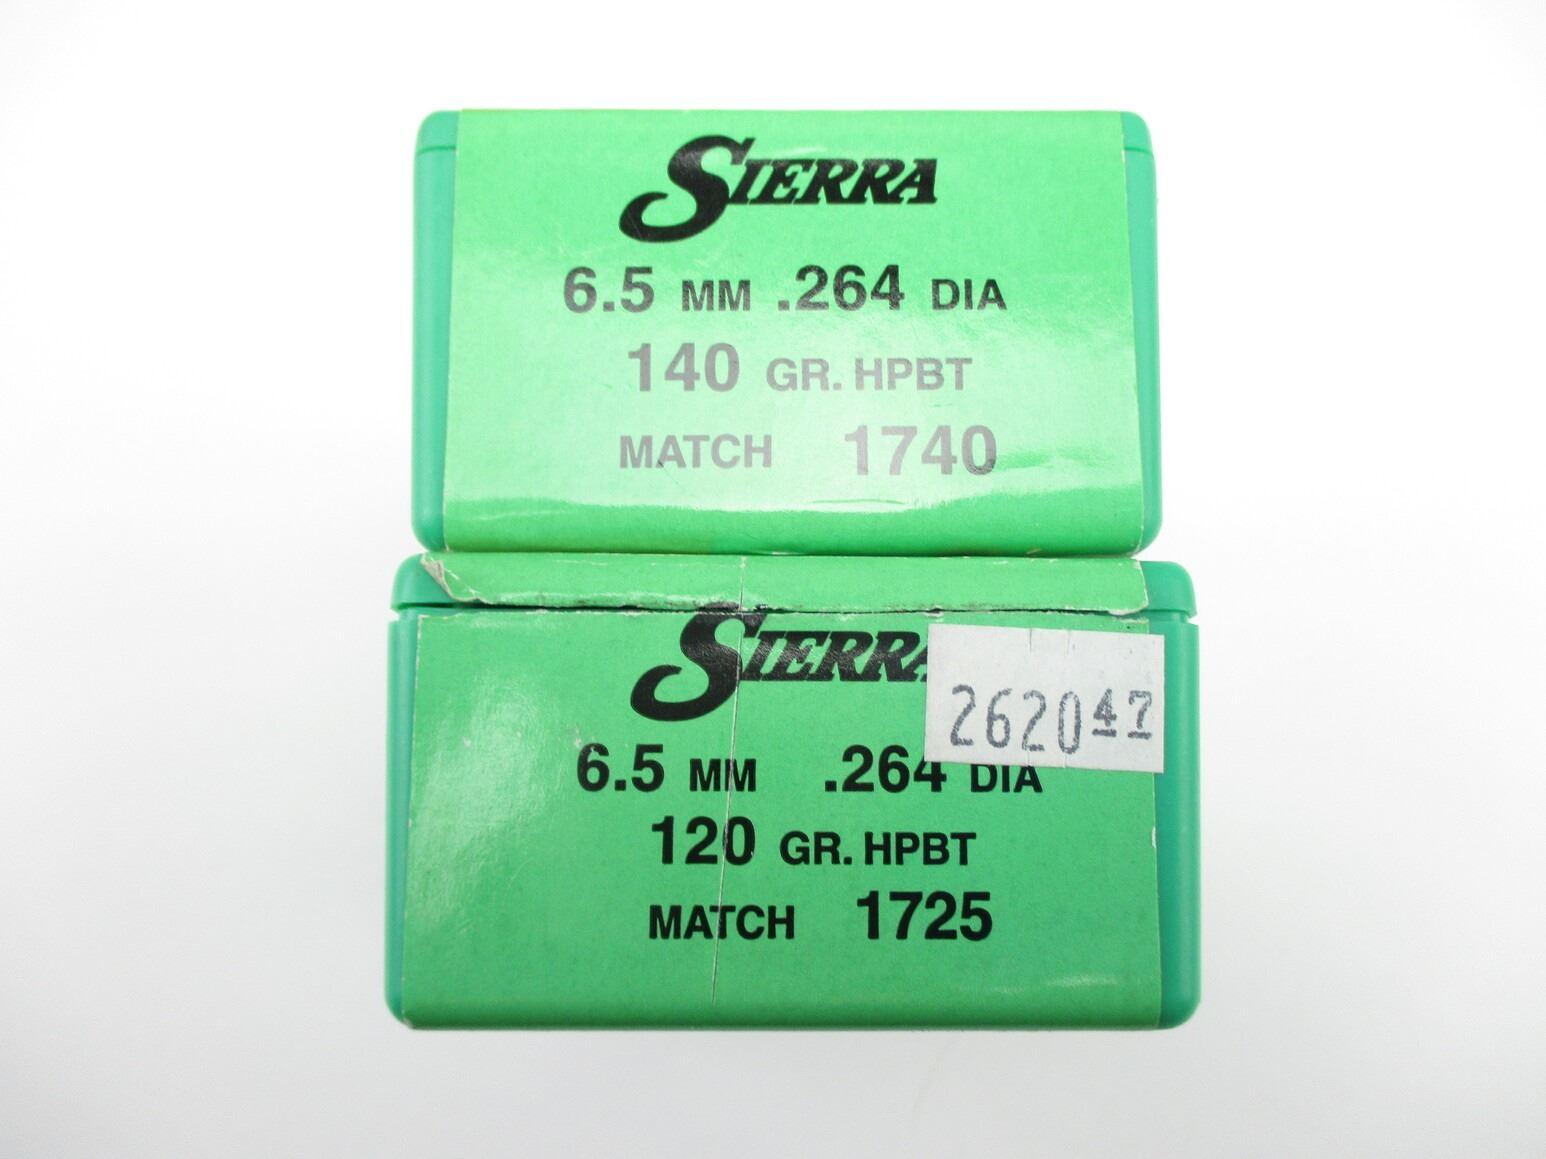 SIERRA
6.5 MM .264 DIA
140 GR. HPBT
MATCH 1740
SIERRA
262047
6.5 MM .264 DIA
120 GR. HPBT
MATCH 1725